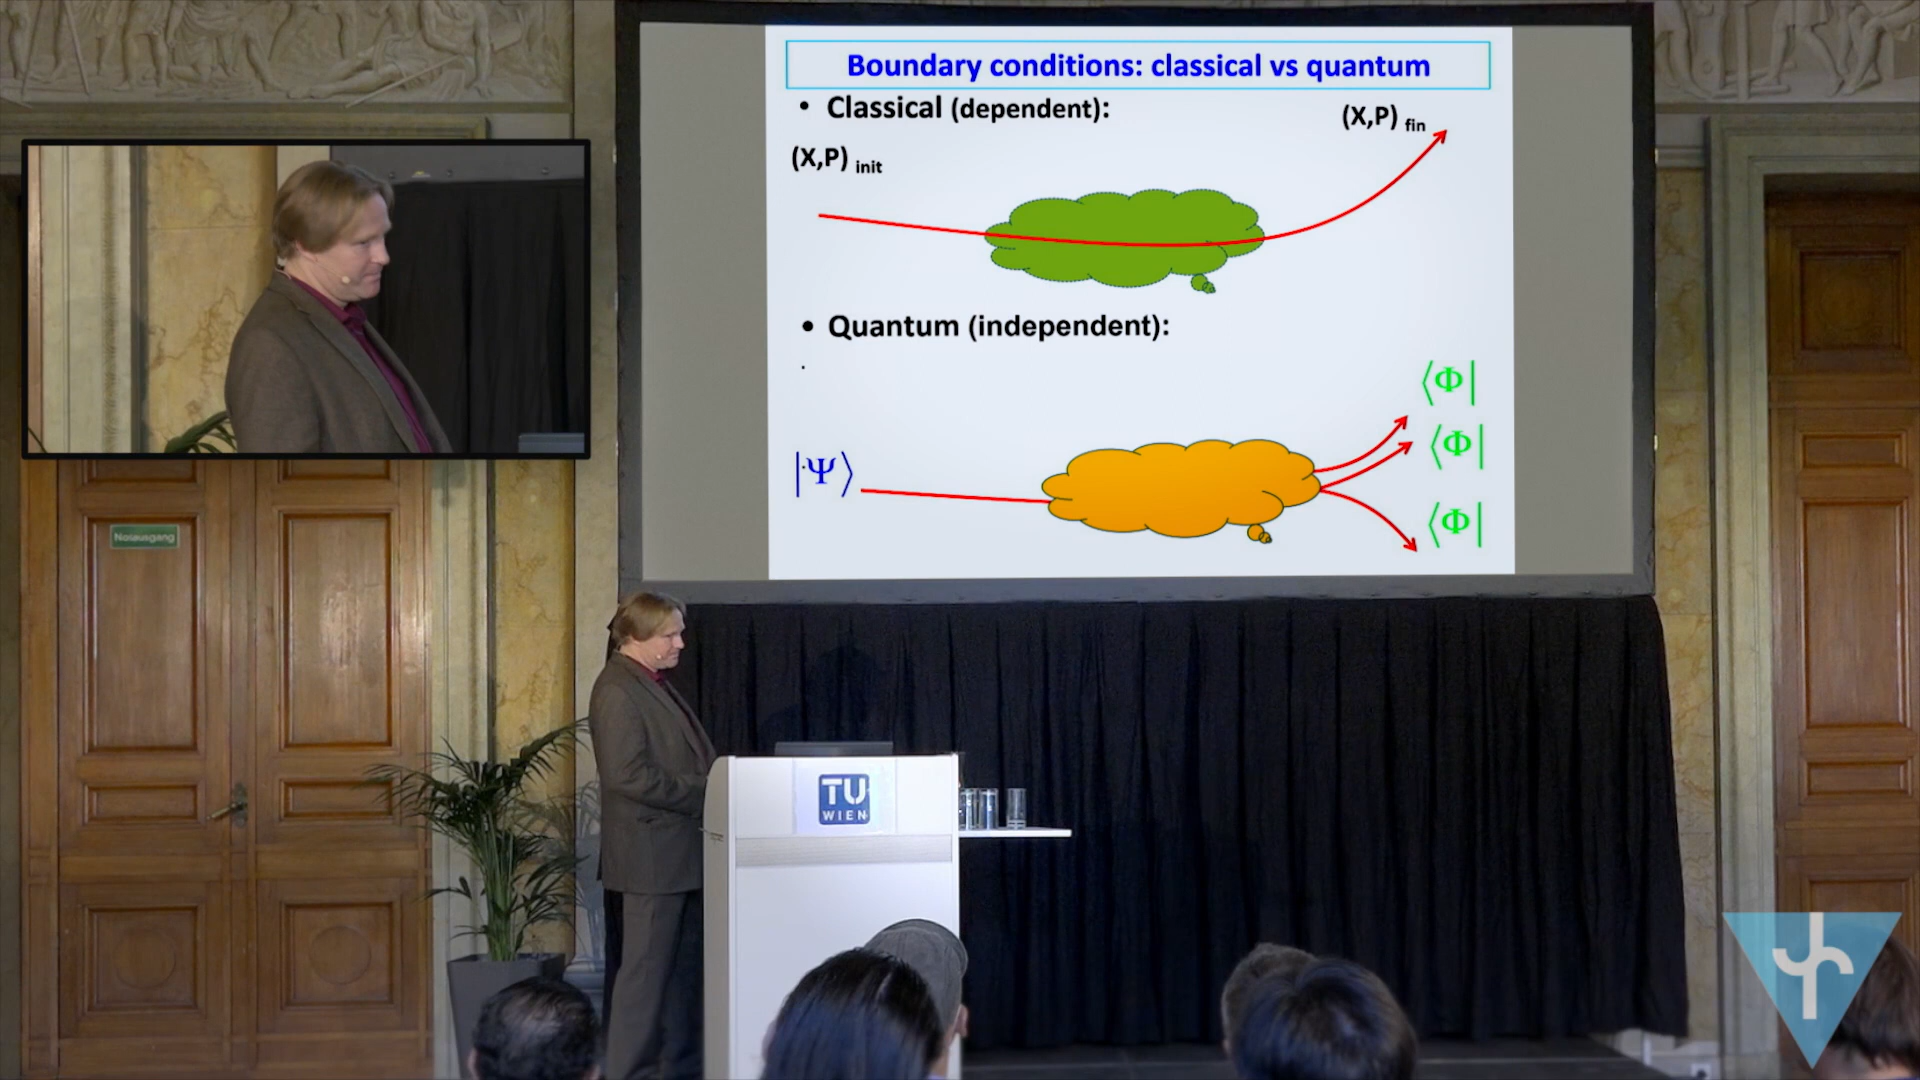 Boundary conditions: classical vs quantum
• Classical (dependent):
(X,P) fin
(X,P) init
• Quantum (independent):
⟨Φ|
⟨Φ|
|Ψ⟩
⟨Φ|
Notausgang
TU
WIEN